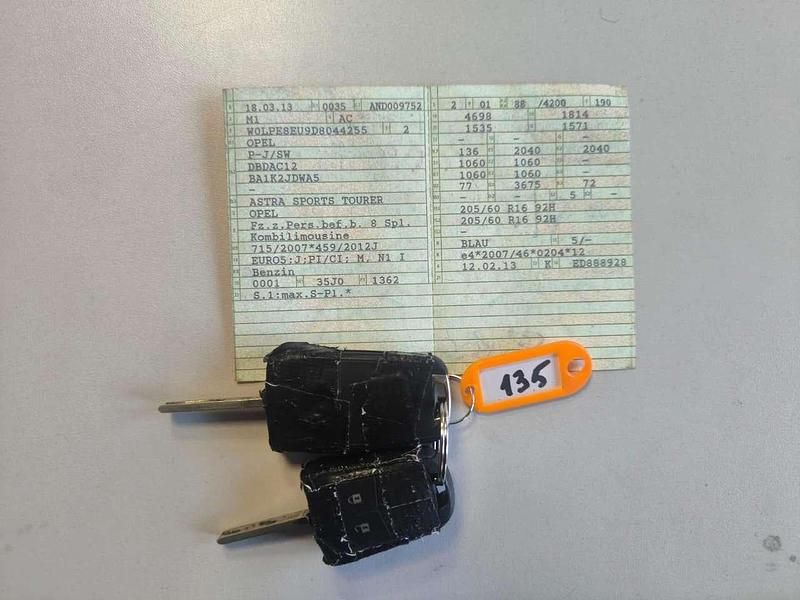 18.03.13 0035 AND009752
M1 AC
W0LPE8EU9D8044255 2
OPEL
P-J/SW
DBDAC12
BA1K2JDWA5
-
ASTRA SPORTS TOURER
OPEL
Fz.z.Pers.bef.b. 8 Spl.
Kombilimousine
715/2007*459/2012J
EURO5;J;PI/CI; M, N1 I
Benzin
0001 35J0 1362
S.1:max.S-Pl.*
2 01 88 /4200 190
4698 1814
1535 1571
- - -
136 2040 2040
1060 1060 -
1060 1060 -
77 3675 72
- - 5 -
205/60 R16 92H
205/60 R16 92H
-
BLAU 5/-
e4*2007/46*0204*12
12.02.13 K ED888928
135